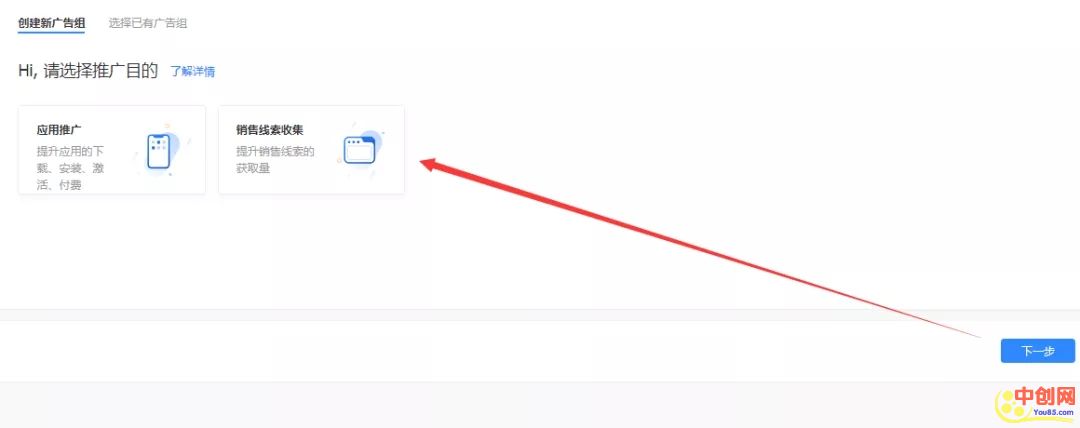 创建新广告组 选择已有广告组
Hi, 请选择推广目的 了解详情
应用推广
提升应用的下
载、安装、激
活、付费
销售线索收集
提升销售线索的
获取量
下一步
中创网
You85.com